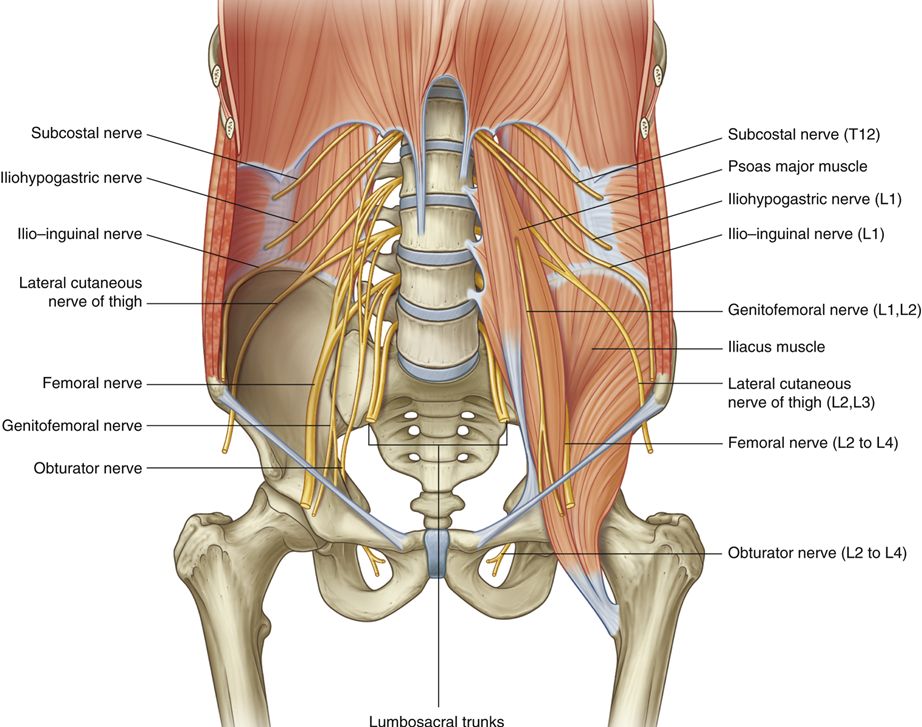 Subcostal nerve
Iliohypogastric nerve
Ilio–inguinal nerve
Lateral cutaneous
nerve of thigh
Femoral nerve
Genitofemoral nerve
Obturator nerve
Subcostal nerve (T12)
Psoas major muscle
Iliohypogastric nerve (L1)
Ilio–inguinal nerve (L1)
Genitofemoral nerve (L1,L2)
Iliacus muscle
Lateral cutaneous
nerve of thigh (L2,L3)
Femoral nerve (L2 to L4)
Obturator nerve (L2 to L4)
Lumbosacral trunks